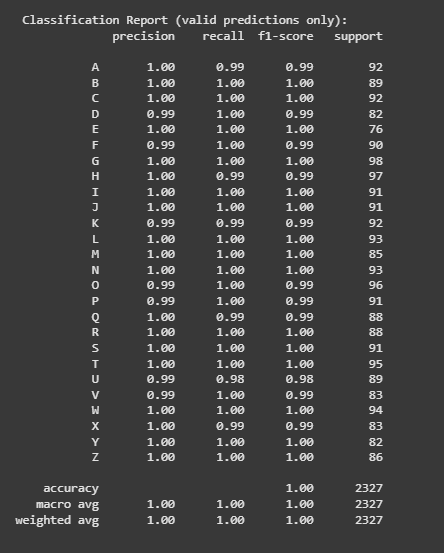 Classification Report (valid predictions only):
precision recall f1-score support
A 1.00 0.99 0.99 92
B 1.00 1.00 1.00 89
C 1.00 1.00 1.00 92
D 0.99 1.00 0.99 82
E 1.00 1.00 1.00 76
F 0.99 1.00 0.99 90
G 1.00 1.00 1.00 98
H 1.00 0.99 0.99 97
I 1.00 1.00 1.00 91
J 1.00 1.00 1.00 91
K 0.99 0.99 0.99 92
L 1.00 1.00 1.00 93
M 1.00 1.00 1.00 85
N 1.00 1.00 1.00 93
O 0.99 1.00 0.99 96
P 0.99 1.00 0.99 91
Q 1.00 0.99 0.99 88
R 1.00 1.00 1.00 88
S 1.00 1.00 1.00 91
T 1.00 1.00 1.00 95
U 0.99 0.98 0.98 89
V 0.99 1.00 0.99 83
W 1.00 1.00 1.00 94
X 1.00 0.99 0.99 83
Y 1.00 1.00 1.00 82
Z 1.00 1.00 1.00 86
accuracy 1.00 2327
macro avg 1.00 1.00 1.00 2327
weighted avg 1.00 1.00 1.00 2327